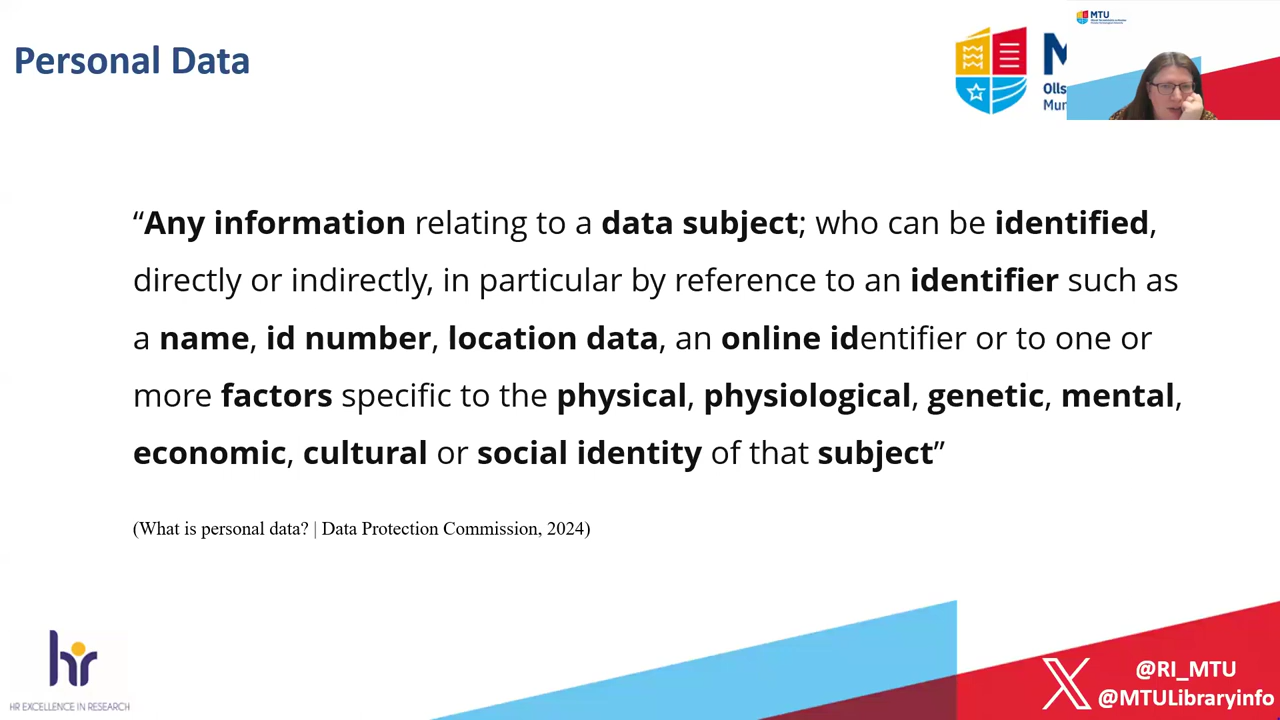 Personal Data
MTU
M
Olls
Mur
“Any information relating to a data subject; who can be identified,
directly or indirectly, in particular by reference to an identifier such as
a name, id number, location data, an online identifier or to one or
more factors specific to the physical, physiological, genetic, mental,
economic, cultural or social identity of that subject”
(What is personal data? | Data Protection Commission, 2024)
hr
HR EXCELLENCE IN RESEARCH
@RI_MTU
@MTULibraryinfo